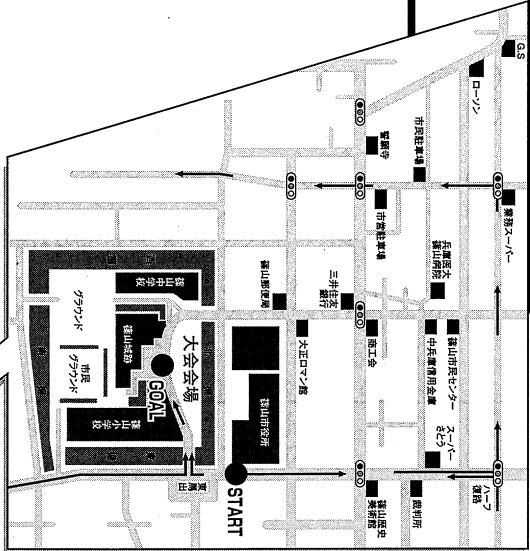 G.S
ローソン
誓願寺
市民駐車場
業務スーパー
市営駐車場
兵庫医大
篠山病院
三井住友
銀行
篠山郵便局
商工会
大正ロマン館
中兵庫信用金庫
篠山市民センター
スーパー
さとう
篠山中学校
グラウンド
篠山城跡
市民
グラウンド
大会会場
GOAL
篠山小学校
篠山市役所
東馬出
START
篠山歴史
美術館
裁判所
ハーフ
復路